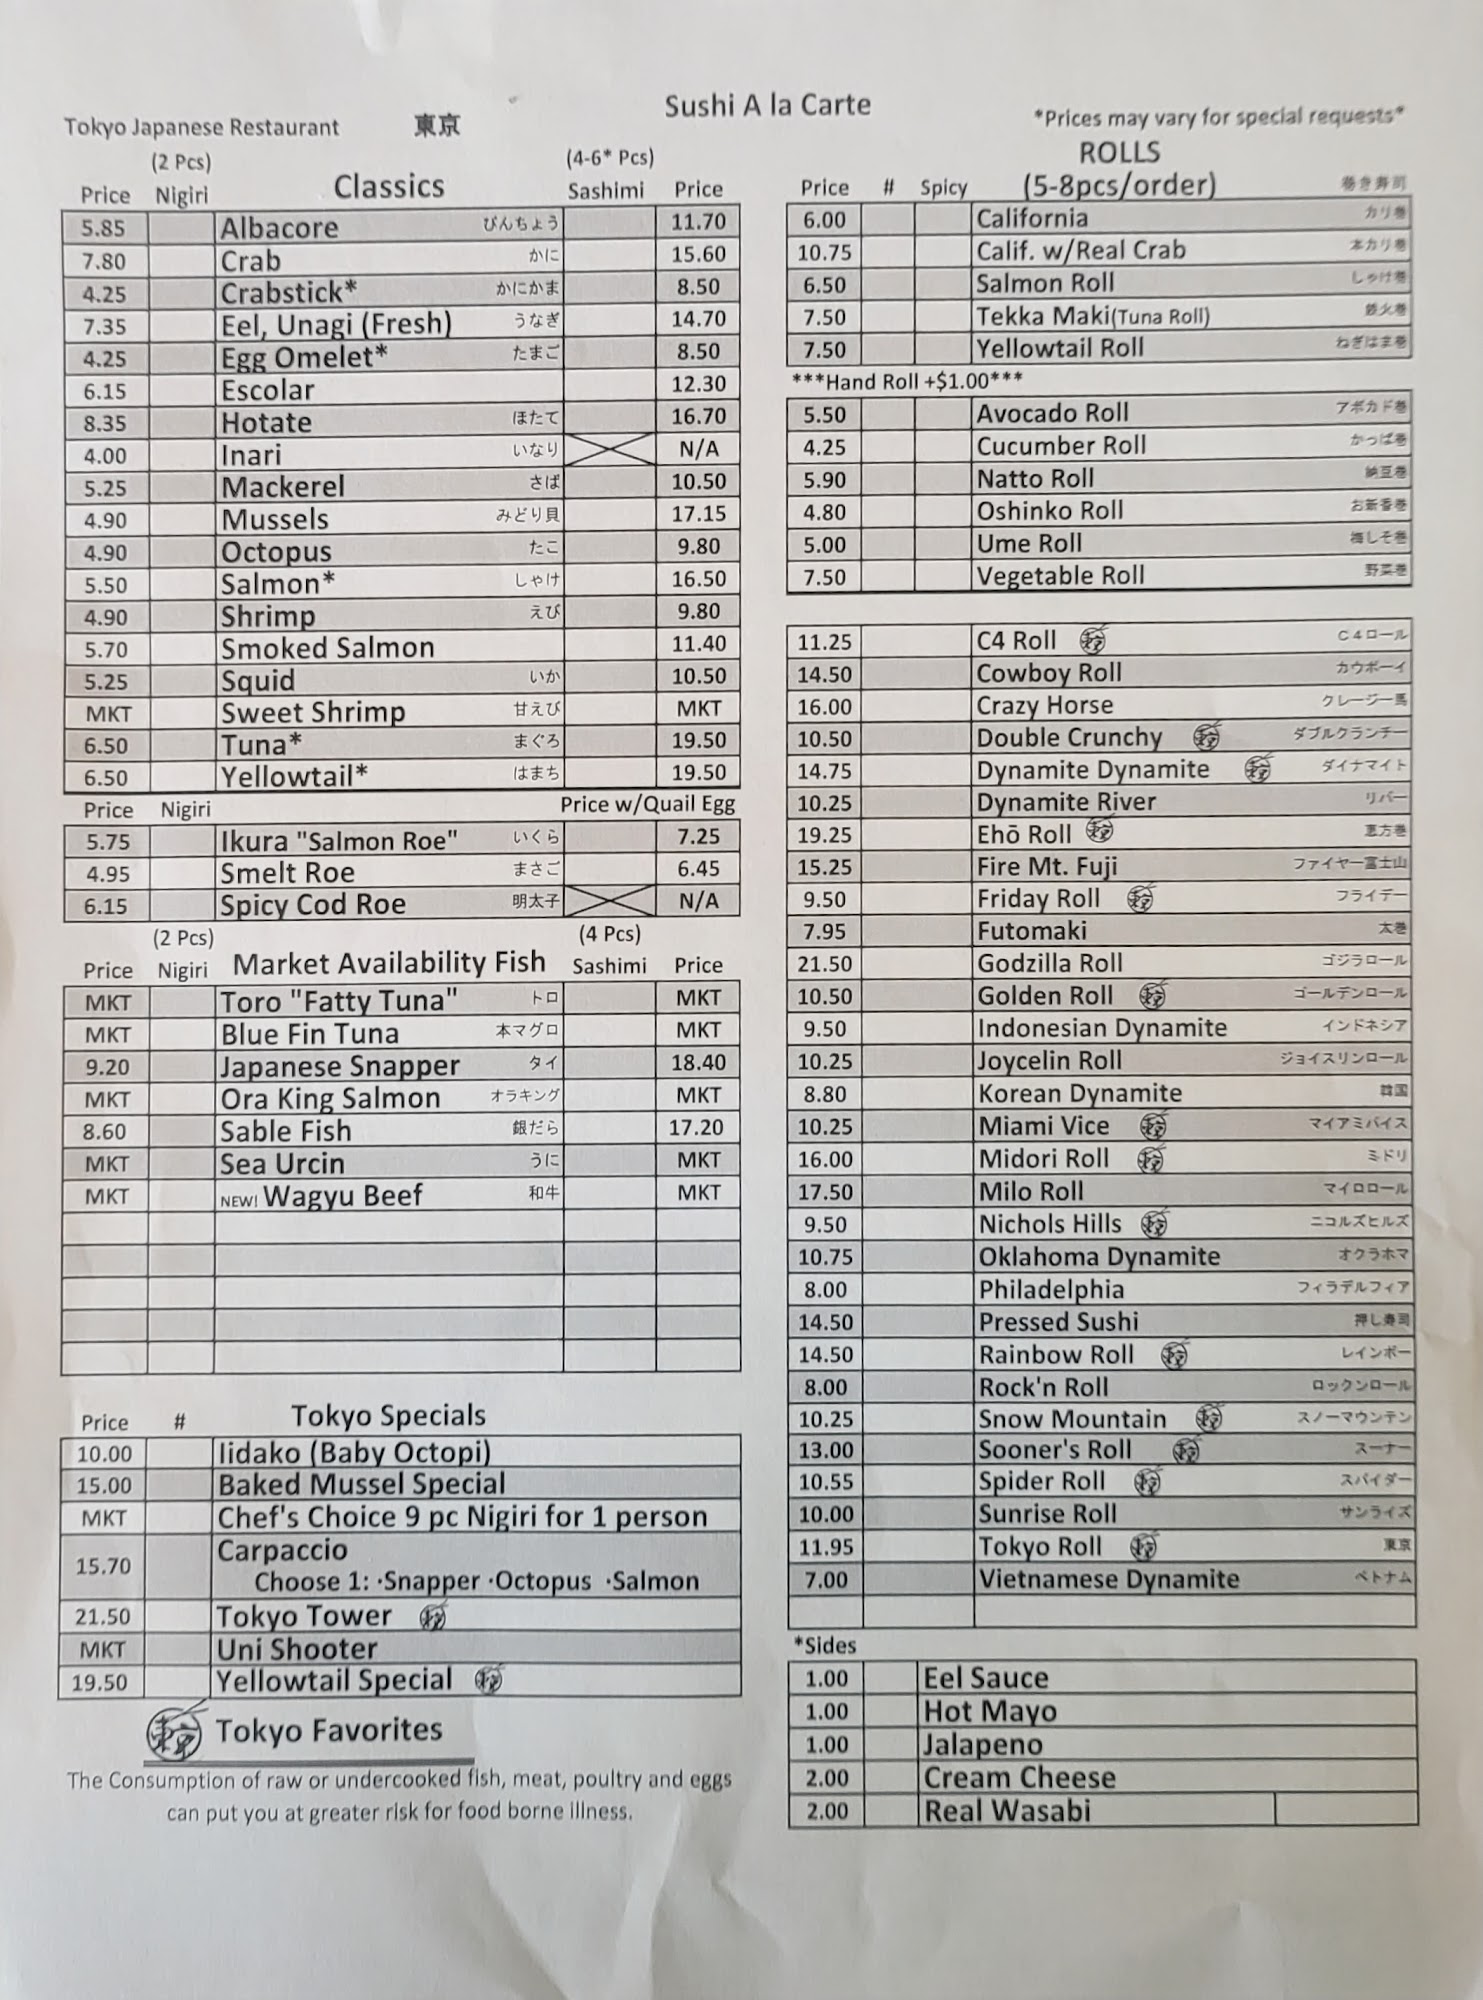 Sushi A la Carte
Tokyo Japanese Restaurant 東京
*Prices may vary for special requests*
(2 Pcs) (4-6* Pcs)
Price Nigiri Classics Sashimi Price
5.85 Albacore びんちょう 11.70
7.80 Crab かに 15.60
4.25 Crabstick* かにかま 8.50
7.35 Eel, Unagi (Fresh) うなぎ 14.70
4.25 Egg Omelet* たまご 8.50
6.15 Escolar 12.30
8.35 Hotate ほたて 16.70
4.00 Inari いなり N/A
5.25 Mackerel さば 10.50
4.90 Mussels みどり貝 17.15
4.90 Octopus たこ 9.80
5.50 Salmon* しゃけ 16.50
4.90 Shrimp えび 9.80
5.70 Smoked Salmon 11.40
5.25 Squid いか 10.50
MKT Sweet Shrimp 甘えび MKT
6.50 Tuna* まぐろ 19.50
6.50 Yellowtail* はまち 19.50
Price Nigiri Price w/Quail Egg
5.75 Ikura "Salmon Roe" いくら 7.25
4.95 Smelt Roe まさご 6.45
6.15 Spicy Cod Roe 明太子 N/A
(2 Pcs) (4 Pcs)
Price Nigiri Market Availability Fish Sashimi Price
MKT Toro "Fatty Tuna" トロ MKT
MKT Blue Fin Tuna 本マグロ MKT
9.20 Japanese Snapper タイ 18.40
MKT Ora King Salmon オラキング MKT
8.60 Sable Fish 銀だら 17.20
MKT Sea Urcin うに MKT
MKT NEW! Wagyu Beef 和牛 MKT
Price # Tokyo Specials
10.00 Iidako (Baby Octopi)
15.00 Baked Mussel Special
MKT Chef's Choice 9 pc Nigiri for 1 person
15.70 Carpaccio
Choose 1: ·Snapper ·Octopus ·Salmon
21.50 Tokyo Tower
MKT Uni Shooter
19.50 Yellowtail Special
東京 Tokyo Favorites
The Consumption of raw or undercooked fish, meat, poultry and eggs
can put you at greater risk for food borne illness.
ROLLS
Price # Spicy (5-8pcs/order) 巻き寿司
6.00 California カリ巻
10.75 Calif. w/Real Crab 本カリ巻
6.50 Salmon Roll しゃけ巻
7.50 Tekka Maki(Tuna Roll) 鉄火巻
7.50 Yellowtail Roll ねぎはま巻
***Hand Roll +$1.00***
5.50 Avocado Roll アボカド巻
4.25 Cucumber Roll かっぱ巻
5.90 Natto Roll 納豆巻
4.80 Oshinko Roll お新香巻
5.00 Ume Roll 梅しそ巻
7.50 Vegetable Roll 野菜巻
11.25 C4 Roll C4ロール
14.50 Cowboy Roll カウボーイ
16.00 Crazy Horse クレージー馬
10.50 Double Crunchy ダブルクランチー
14.75 Dynamite Dynamite ダイナマイト
10.25 Dynamite River リバー
19.25 Ehō Roll 恵方巻
15.25 Fire Mt. Fuji ファイヤー富士山
9.50 Friday Roll フライデー
7.95 Futomaki 太巻
21.50 Godzilla Roll ゴジラロール
10.50 Golden Roll ゴールデンロール
9.50 Indonesian Dynamite インドネシア
10.25 Joycelin Roll ジョイスリンロール
8.80 Korean Dynamite 韓国
10.25 Miami Vice マイアミバイス
16.00 Midori Roll ミドリ
17.50 Milo Roll マイロロール
9.50 Nichols Hills ニコルズヒルズ
10.75 Oklahoma Dynamite オクラホマ
8.00 Philadelphia フィラデルフィア
14.50 Pressed Sushi 押し寿司
14.50 Rainbow Roll レインボー
8.00 Rock'n Roll ロックンロール
10.25 Snow Mountain スノーマウンテン
13.00 Sooner's Roll スーナー
10.55 Spider Roll スパイダー
10.00 Sunrise Roll サンライズ
11.95 Tokyo Roll 東京
7.00 Vietnamese Dynamite ベトナム
*Sides
1.00 Eel Sauce
1.00 Hot Mayo
1.00 Jalapeno
2.00 Cream Cheese
2.00 Real Wasabi